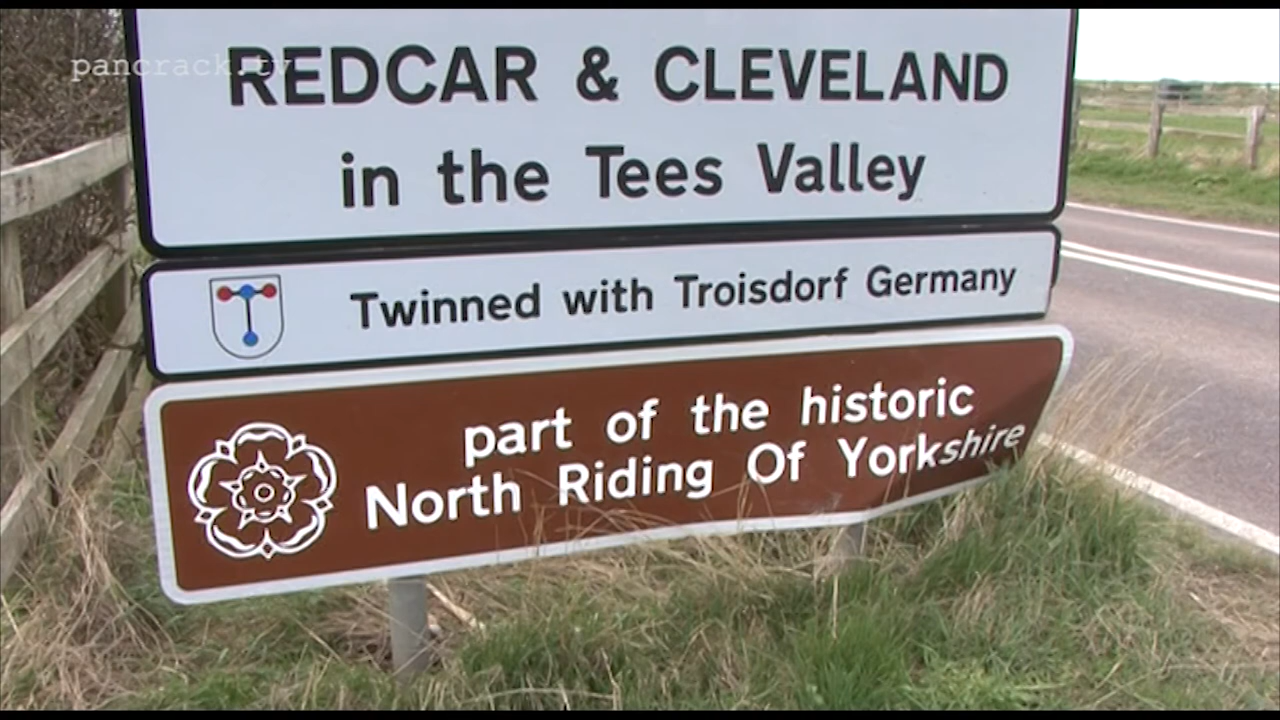 pancrack.tv
REDCAR & CLEVELAND
in the Tees Valley
Twinned with Troisdorf Germany
part of the historic
North Riding Of Yorkshire